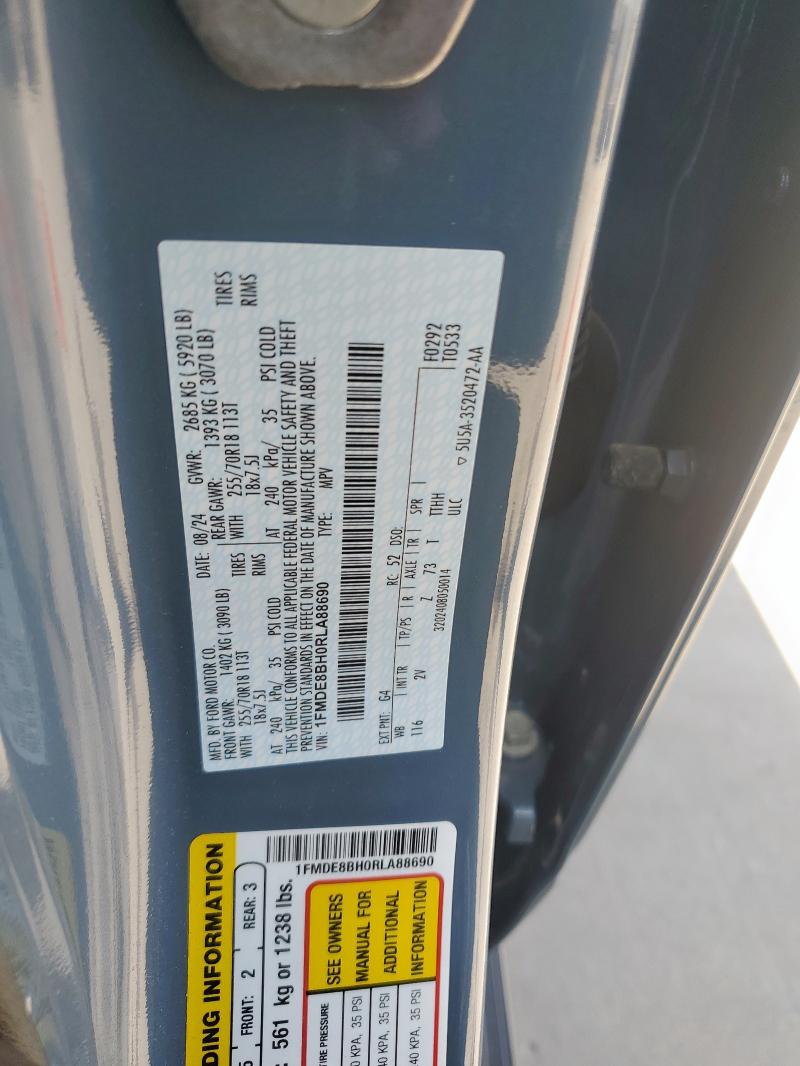 MFD. BY FORD MOTOR CO.
DATE: 08/24 GVWR: 2685 KG ( 5920 LB)
FRONT GAWR: 1402 KG ( 3090 LB) REAR GAWR: 1393 KG ( 3070 LB)
WITH 255/70R18 113T TIRES WITH 255/70R18 113T TIRES
18x7.5J RIMS 18x7.5J RIMS
AT 240 kPa/ 35 PSI COLD AT 240 kPa/ 35 PSI COLD
THIS VEHICLE CONFORMS TO ALL APPLICABLE FEDERAL MOTOR VEHICLE SAFETY AND THEFT
PREVENTION STANDARDS IN EFFECT ON THE DATE OF MANUFACTURE SHOWN ABOVE.
VIN: 1FMDE8BH0RLA88690 TYPE: MPV
F0292
T0533
EXT PNT: G4 RC: 52 DSO:
WB INT TR TP/PS R AXLE TR SPR
116 2V Z 73 T TTHH
3202408050014 ULC
▽ 5U5A-3520472-AA
DING INFORMATION
5 FRONT: 2 REAR: 3
561 kg or 1238 lbs.
1FMDE8BH0RLA88690
TIRE PRESSURE
0 KPA, 35 PSI
40 KPA, 35 PSI
40 KPA, 35 PSI
SEE OWNERS
MANUAL FOR
ADDITIONAL
INFORMATION